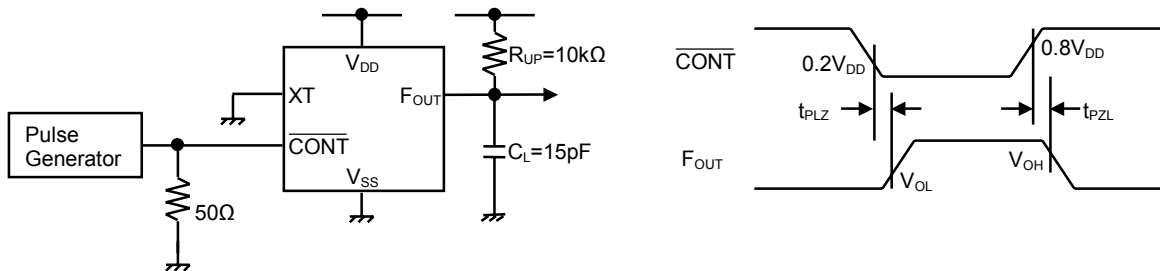 Pulse
Generator
50Ω
XT
CONT
V_DD
V_SS
F_OUT
R_UP=10kΩ
C_L=15pF
CONT
0.2V_DD
0.8V_DD
t_PLZ
t_PZL
F_OUT
V_OL
V_OH